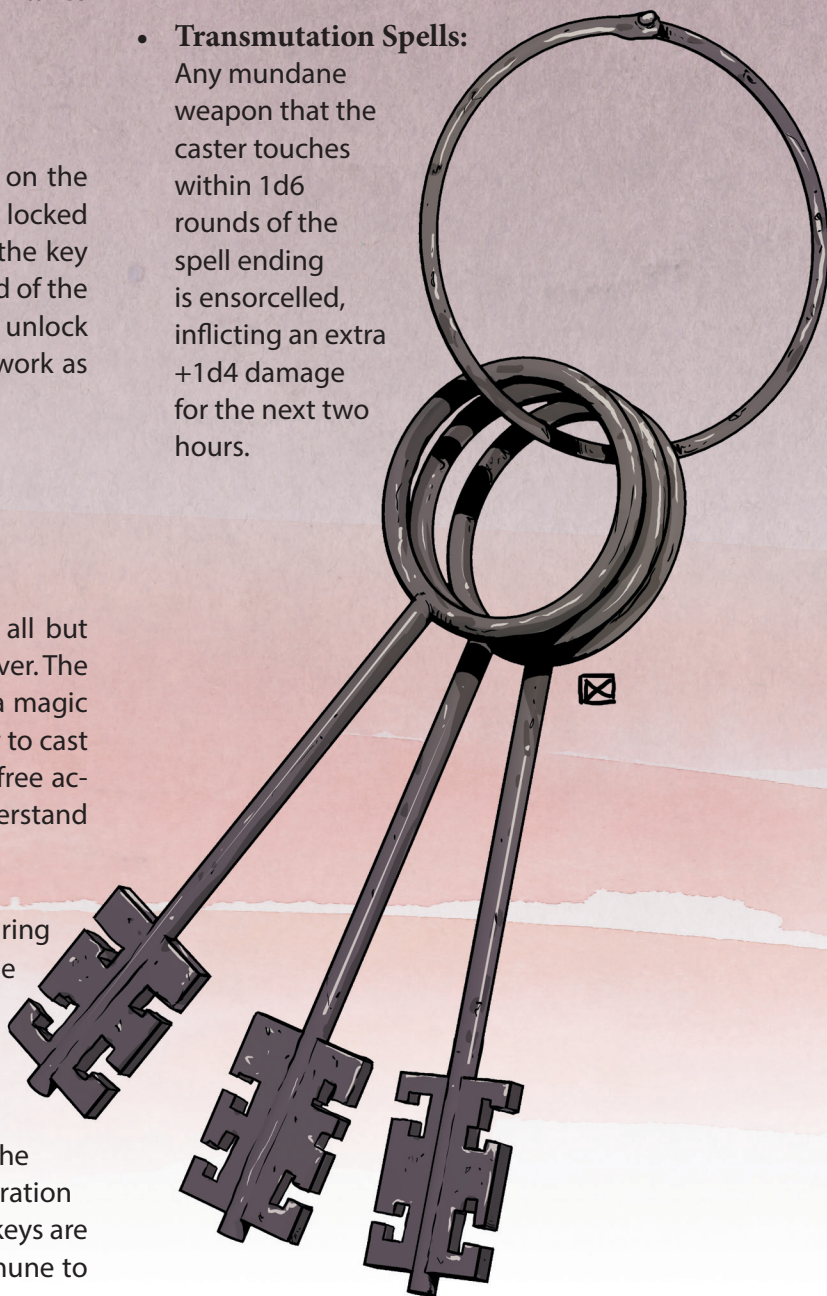 on the
locked
the key
d of the
unlock
work as
all but
ver. The
a magic
to cast
free ac-
erstand
ring
e
he
ration
keys are
mune to
• Transmutation Spells:
Any mundane
weapon that the
caster touches
within 1d6
rounds of the
spell ending
is ensorcelled,
inflicting an extra
+1d4 damage
for the next two
hours.